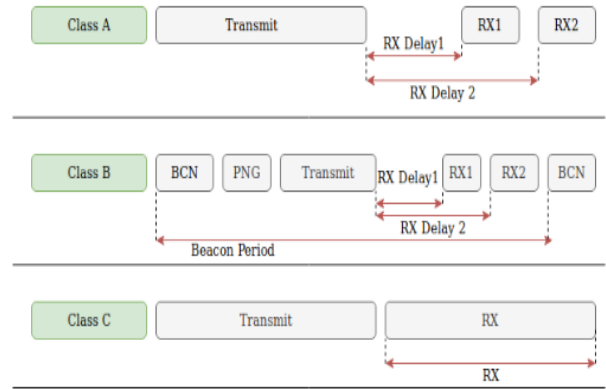 Class A Transmit RX1 RX2
RX Delay1
RX Delay 2
Class B BCN PNG Transmit RX Delay1 RX1 RX2 BCN
RX Delay 2
Beacon Period
Class C Transmit RX
RX